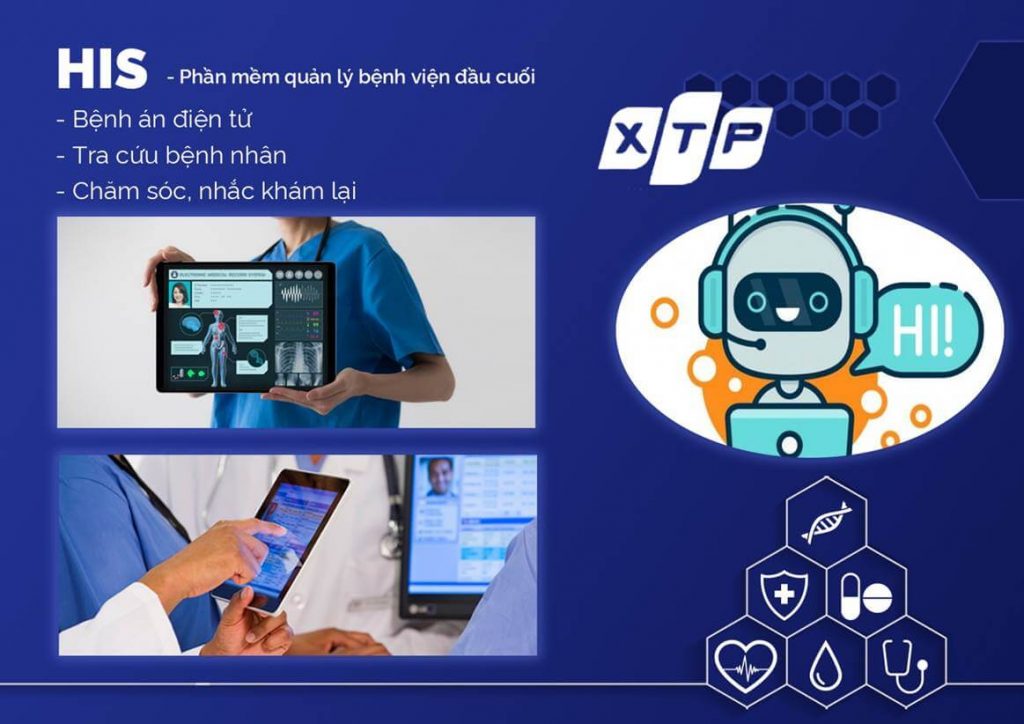 HIS - Phần mềm quản lý bệnh viện đầu cuối
- Bệnh án điện tử
- Tra cứu bệnh nhân
- Chăm sóc, nhắc khám lại
XTP
ELECTRONIC MEDICAL RECORD SYSTEM
HI!